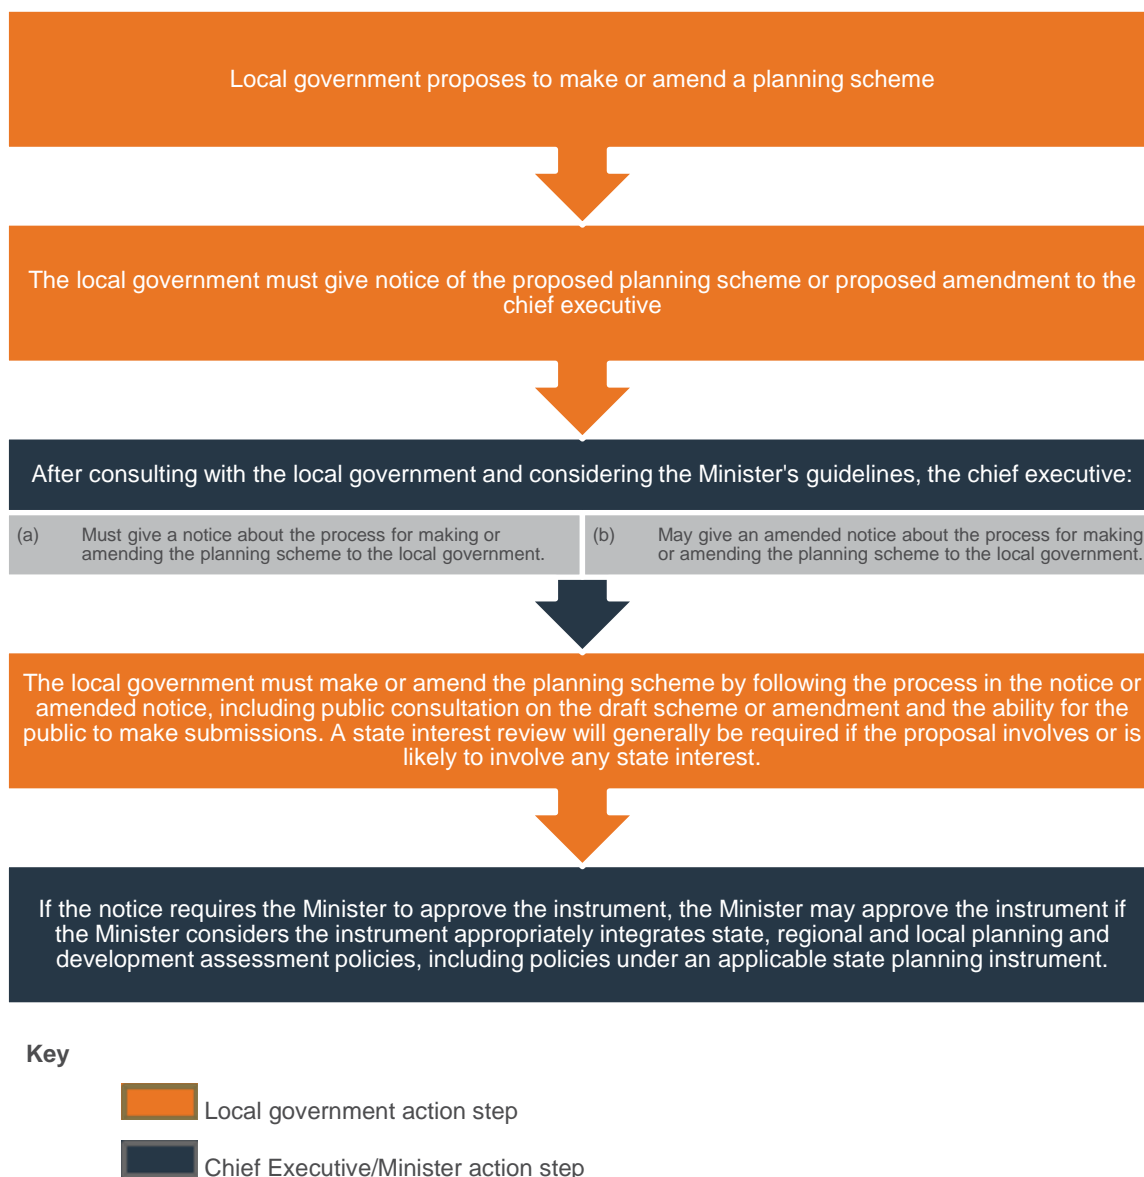 Local government proposes to make or amend a planning scheme
The local government must give notice of the proposed planning scheme or proposed amendment to the
chief executive
After consulting with the local government and considering the Minister's guidelines, the chief executive:
(a) Must give a notice about the process for making or
amending the planning scheme to the local government.
(b) May give an amended notice about the process for making
or amending the planning scheme to the local government.
The local government must make or amend the planning scheme by following the process in the notice or
amended notice, including public consultation on the draft scheme or amendment and the ability for the
public to make submissions. A state interest review will generally be required if the proposal involves or is
likely to involve any state interest.
If the notice requires the Minister to approve the instrument, the Minister may approve the instrument if
the Minister considers the instrument appropriately integrates state, regional and local planning and
development assessment policies, including policies under an applicable state planning instrument.
Key
Local government action step
Chief Executive/Minister action step